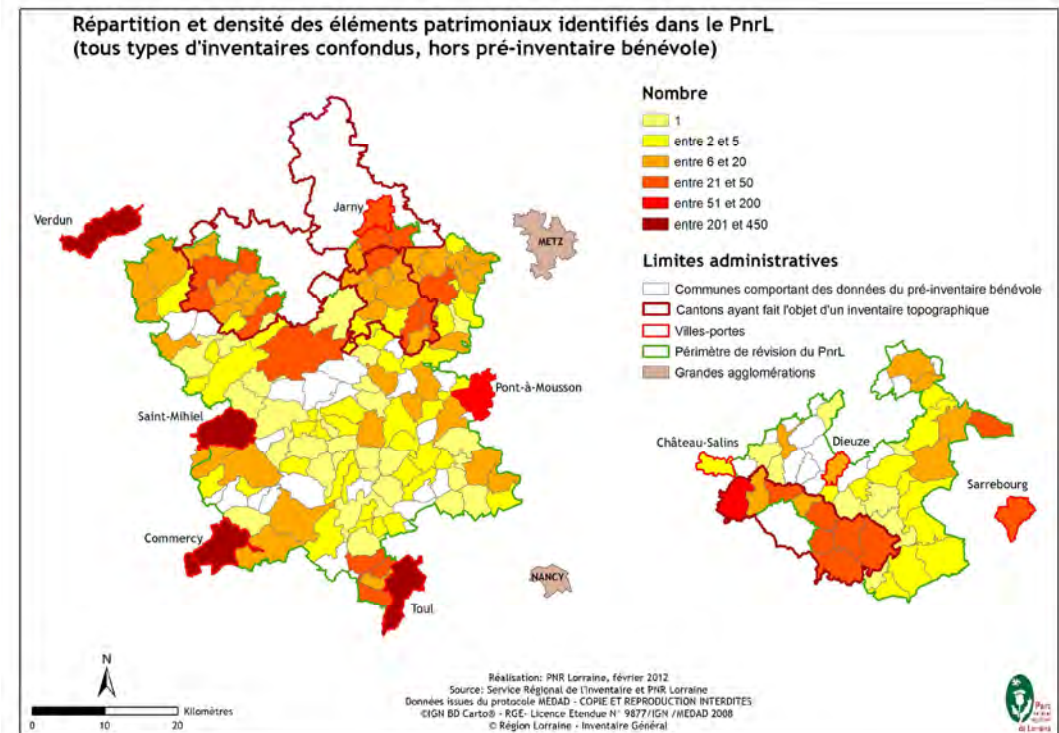 Répartition et densité des éléments patrimoniaux identifiés dans le PnrL
(tous types d'inventaires confondus, hors pré-inventaire bénévole)
Nombre
1
entre 2 et 5
entre 6 et 20
entre 21 et 50
entre 51 et 200
entre 201 et 450
Limites administratives
Communes comportant des données du pré-inventaire bénévole
Cantons ayant fait l'objet d'un inventaire topographique
Villes-portes
Périmètre de révision du PnrL
Grandes agglomérations
Verdun
Jarny
METZ
Pont-à-Mousson
Saint-Mihiel
Château-Salins
Dieuze
Sarrebourg
Commercy
NANCY
Toul
N
Kilomètres
0 10 20
Réalisation: PNR Lorraine, février 2012
Source: Service Régional de l'Inventaire et PNR Lorraine
Données issues du protocole MEDAD - COPIE ET REPRODUCTION INTERDITES
©IGN BD Carto® - RGE- Licence Etendue N° 9877/IGN /MEDAD 2008
© Région Lorraine - Inventaire Général
Parc
naturel
régional
de Lorraine